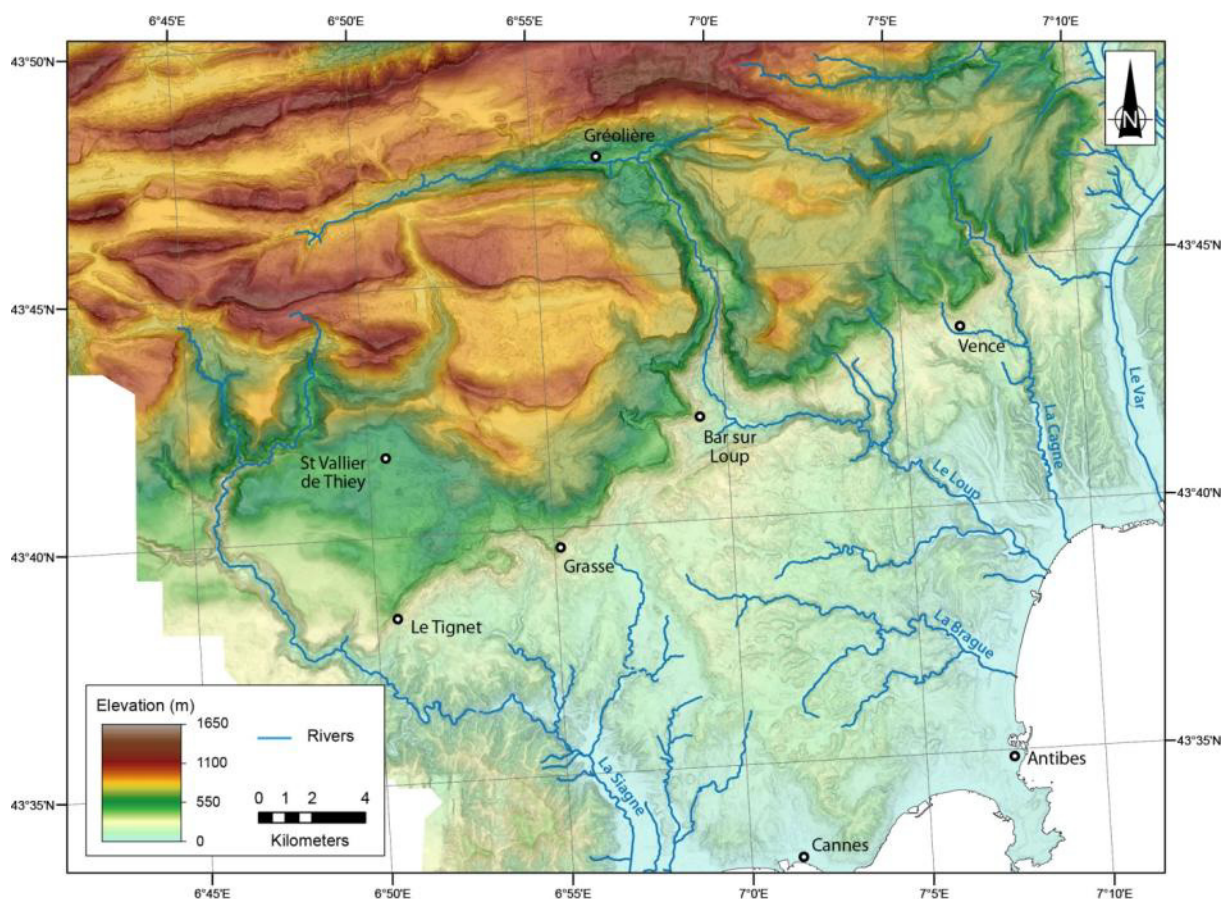 6°45'E 6°50'E 6°55'E 7°0'E 7°5'E 7°10'E
43°50'N
N
Gréolière
43°45'N
43°45'N
Vence
Le Var
La Cagne
Bar sur
Loup
St Vallier
de Thiey
Le Loup
43°40'N
43°40'N
Grasse
Le Tignet
La Brague
Elevation (m)
1650
1100
550
0
Rivers
0 1 2 4
Kilometers
43°35'N
La Siagne
Antibes
43°35'N
Cannes
6°45'E 6°50'E 6°55'E 7°0'E 7°5'E 7°10'E